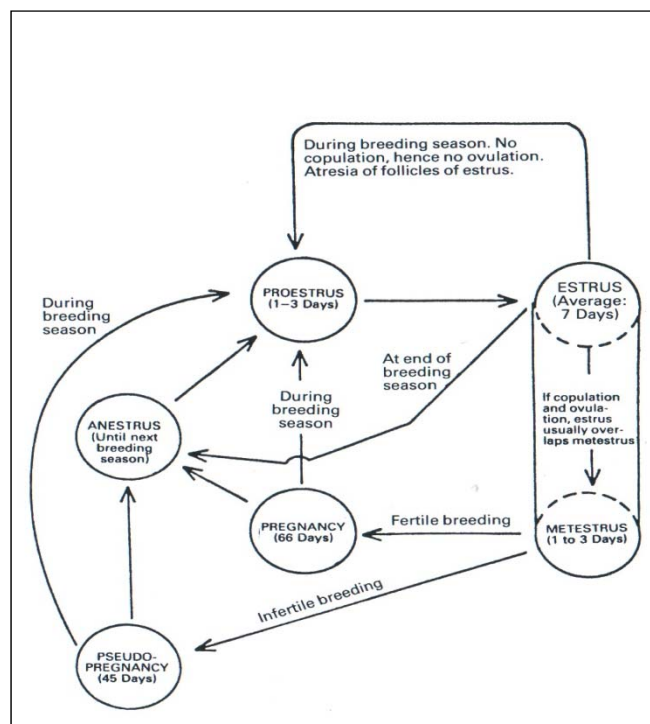 During breeding season. No
copulation, hence no ovulation.
Atresia of follicles of estrus.
During
breeding
season
PROESTRUS
(1–3 Days)
ESTRUS
(Average:
7 Days)
At end of
breeding
season
During
breeding
season
If copulation
and ovula-
tion, estrus
usually over-
laps metestrus
ANESTRUS
(Until next
breeding
season)
PREGNANCY
(66 Days)
Fertile breeding
METESTRUS
(1 to 3 Days)
Infertile breeding
PSEUDO-
PREGNANCY
(45 Days)